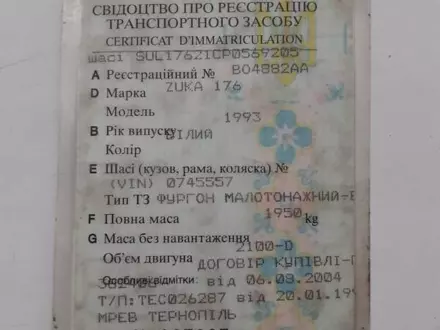 СВІДОЦТВО ПРО РЕЄСТРАЦІЮ
ТРАНСПОРТНОГО ЗАСОБУ
CERTIFICAT D'IMMATRICULATION
шасі SUL17621CP0569205
A Реєстраційний № BO4882AA
D Марка ZUKA 176
Модель
1993
B Рік випуску БІЛИЙ
Колір
E Шасі (кузов, рама, коляска) №
(VIN) 0745557
Тип ТЗ ФУРГОН МАЛОТОНАЖНИЙ-В
F Повна маса 1950 kg
G Маса без навантаження
2100-D
Об'єм двигуна
ДОГОВІР КУПІВЛІ-П
Особливі відмітки: від 06.03.2004
Т/П:ТЕС026287 від 20.01.199
МРЕВ ТЕРНОПІЛЬ